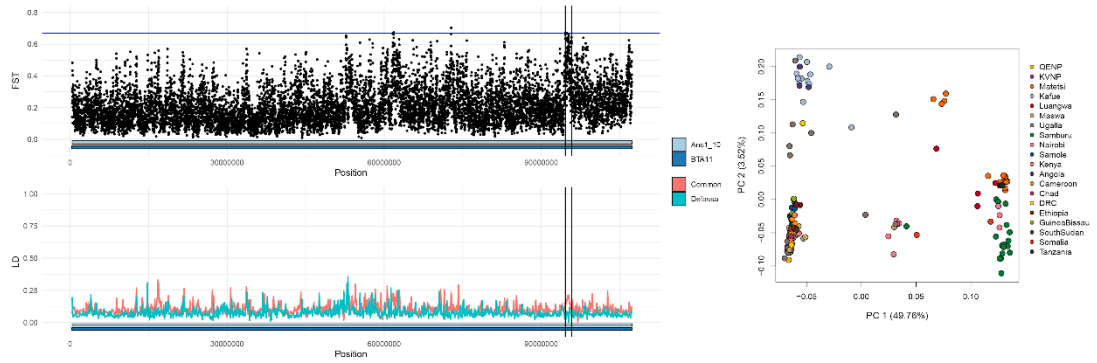 0.8
0.6
0.4
0.2
0.0
FST
0 30000000 60000000 90000000
Position
Anc1_10
BTA11
Common
Defassa
1.00
0.75
0.50
0.25
0.00
LD
0 30000000 60000000 90000000
Position
0.20
0.15
0.10
0.05
0.00
−0.05
−0.10
PC 2 (3.52%)
−0.05 0.00 0.05 0.10
PC 1 (49.76%)
QENP
KVNP
Matetsi
Kafue
Luangwa
Maswa
Ugalla
Samburu
Nairobi
Samole
Kenya
Angola
Cameroon
Chad
DRC
Ethiopia
GuineaBissau
SouthSudan
Somalia
Tanzania